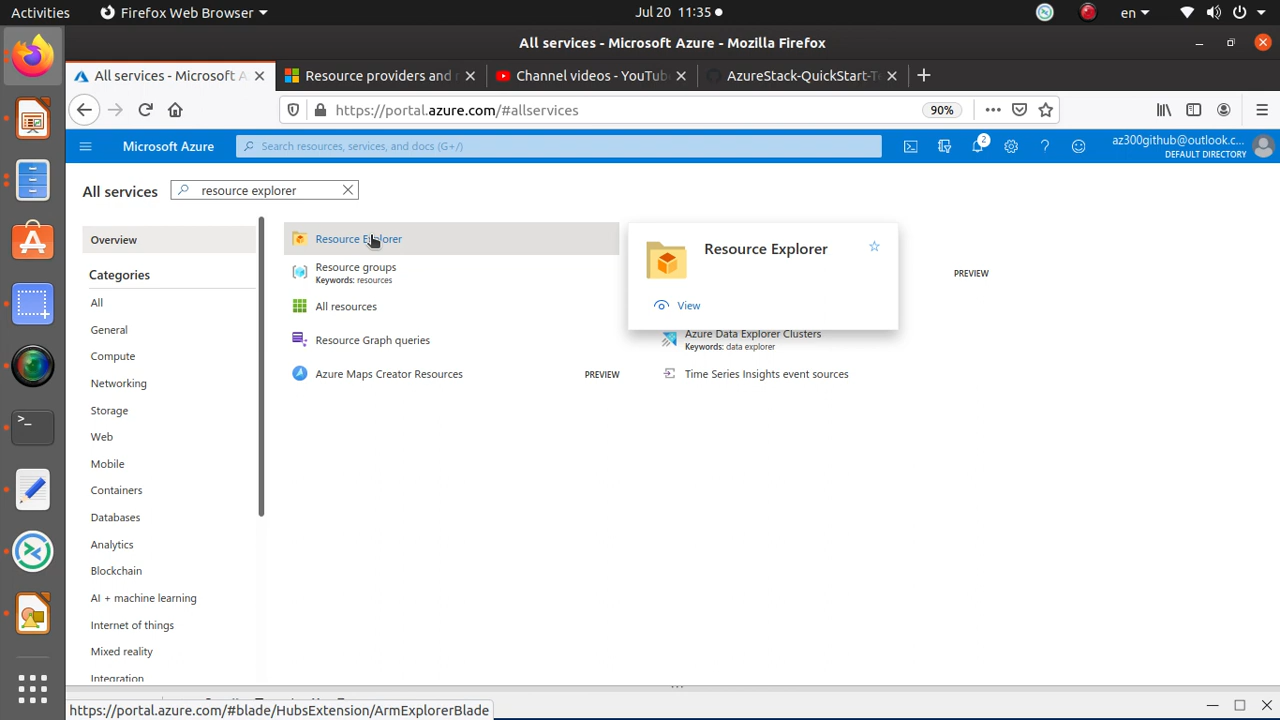 Activities
Firefox Web Browser
Jul 20 11:35
en
All services - Microsoft Azure - Mozilla Firefox
All services - Microsoft A
Resource providers and r
Channel videos - YouTub
AzureStack-QuickStart-Te
https://portal.azure.com/#allservices
90%
Microsoft Azure
Search resources, services, and docs (G+/)
2
az300github@outlook.c...
DEFAULT DIRECTORY
All services
resource explorer
Overview
Categories
All
General
Compute
Networking
Storage
Web
Mobile
Containers
Databases
Analytics
Blockchain
AI + machine learning
Internet of things
Mixed reality
Integration
Resource Explorer
Resource groups
Keywords: resources
All resources
Resource Graph queries
Azure Maps Creator Resources
PREVIEW
Resource Explorer
View
PREVIEW
Azure Data Explorer Clusters
Keywords: data explorer
Time Series Insights event sources
https://portal.azure.com/#blade/HubsExtension/ArmExplorerBlade